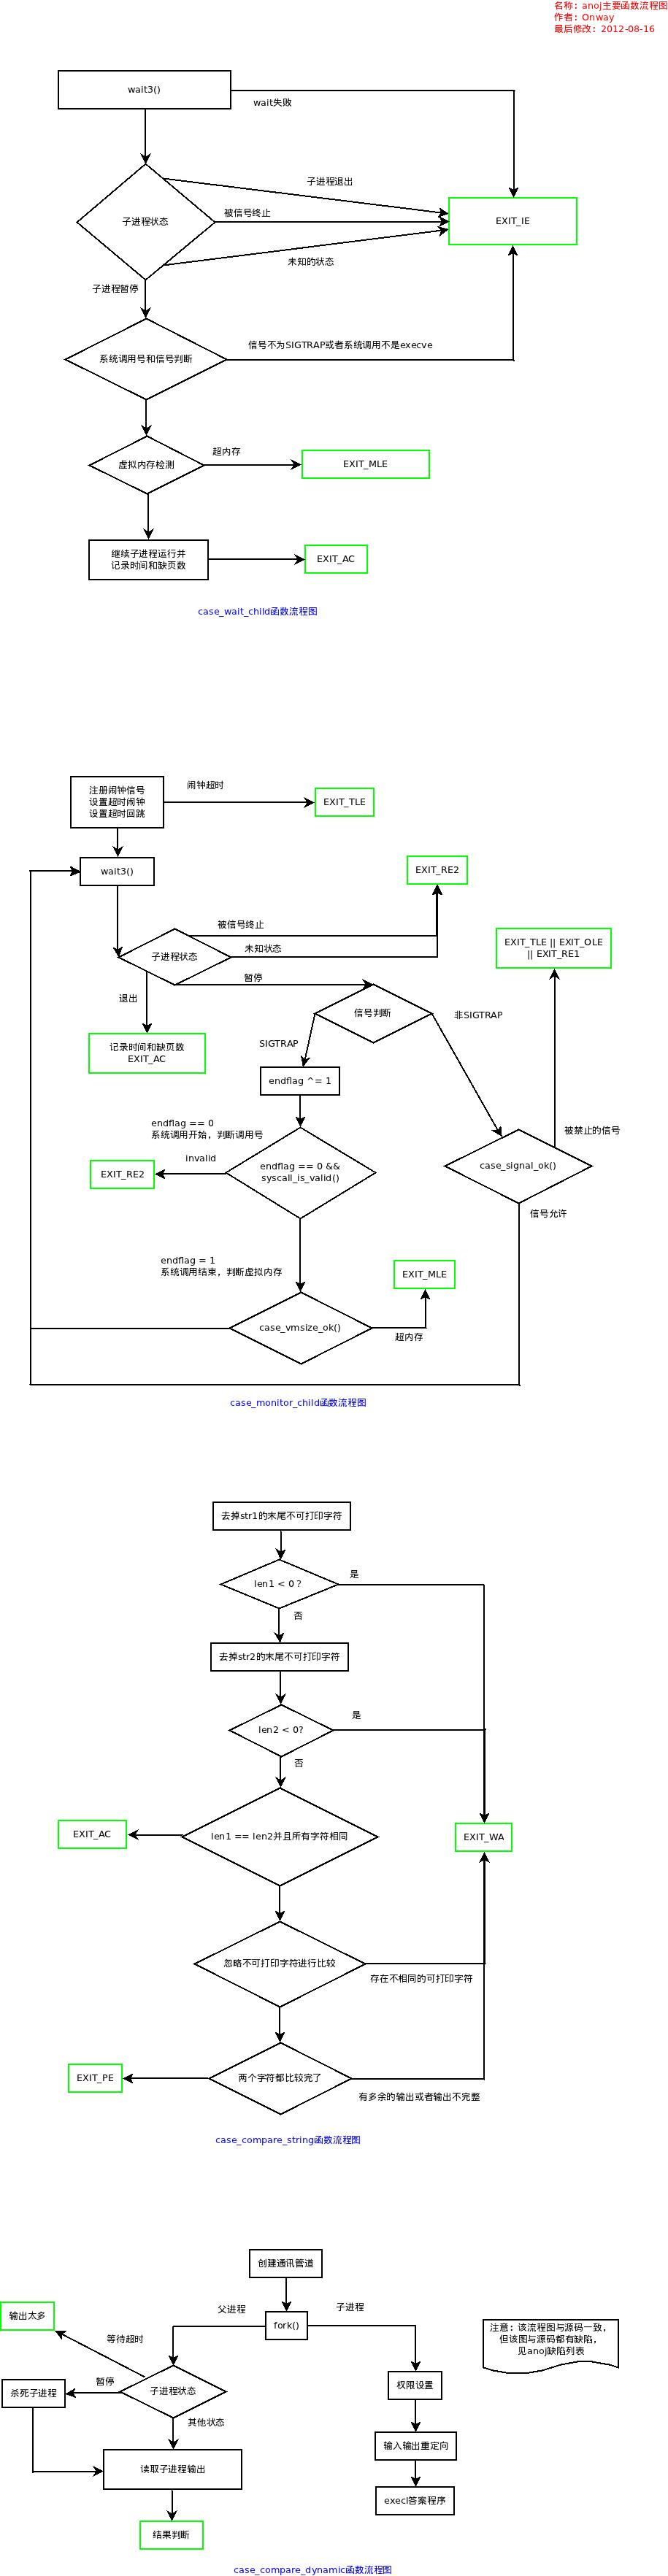 名称: anoj主要函数流程图
作者: Onway
最后修改: 2012-08-16
wait3()
wait失败
子进程退出
子进程状态
被信号终止
EXIT_IE
未知的状态
子进程暂停
信号不为SIGTRAP或者系统调用不是execve
系统调用号和信号判断
超内存
虚拟内存检测
EXIT_MLE
继续子进程运行并
记录时间和缺页数
EXIT_AC
case_wait_child函数流程图
注册闹钟信号
设置超时闹钟
设置超时回跳
闹钟超时
EXIT_TLE
wait3()
EXIT_RE2
被信号终止
未知状态
子进程状态
EXIT_TLE || EXIT_OLE
|| EXIT_RE1
暂停
退出
信号判断
非SIGTRAP
SIGTRAP
记录时间和缺页数
EXIT_AC
endflag ^= 1
endflag == 0
系统调用开始，判断调用号
被禁止的信号
invalid
EXIT_RE2
endflag == 0 &&
syscall_is_valid()
case_signal_ok()
信号允许
endflag = 1
系统调用结束，判断虚拟内存
EXIT_MLE
case_vmsize_ok()
超内存
case_monitor_child函数流程图
去掉str1的末尾不可打印字符
是
len1 < 0 ?
否
去掉str2的末尾不可打印字符
是
len2 < 0?
否
EXIT_AC
len1 == len2并且所有字符相同
EXIT_WA
忽略不可打印字符进行比较
存在不相同的可打印字符
EXIT_PE
两个字符都比较完了
有多余的输出或者输出不完整
case_compare_string函数流程图
创建通讯管道
父进程
子进程
输出太多
fork()
注意: 该流程图与源码一致，
但该图与源码都有缺陷，
见anoj缺陷列表
等待超时
暂停
杀死子进程
子进程状态
权限设置
其他状态
输入输出重定向
读取子进程输出
execl答案程序
结果判断
case_compare_dynamic函数流程图